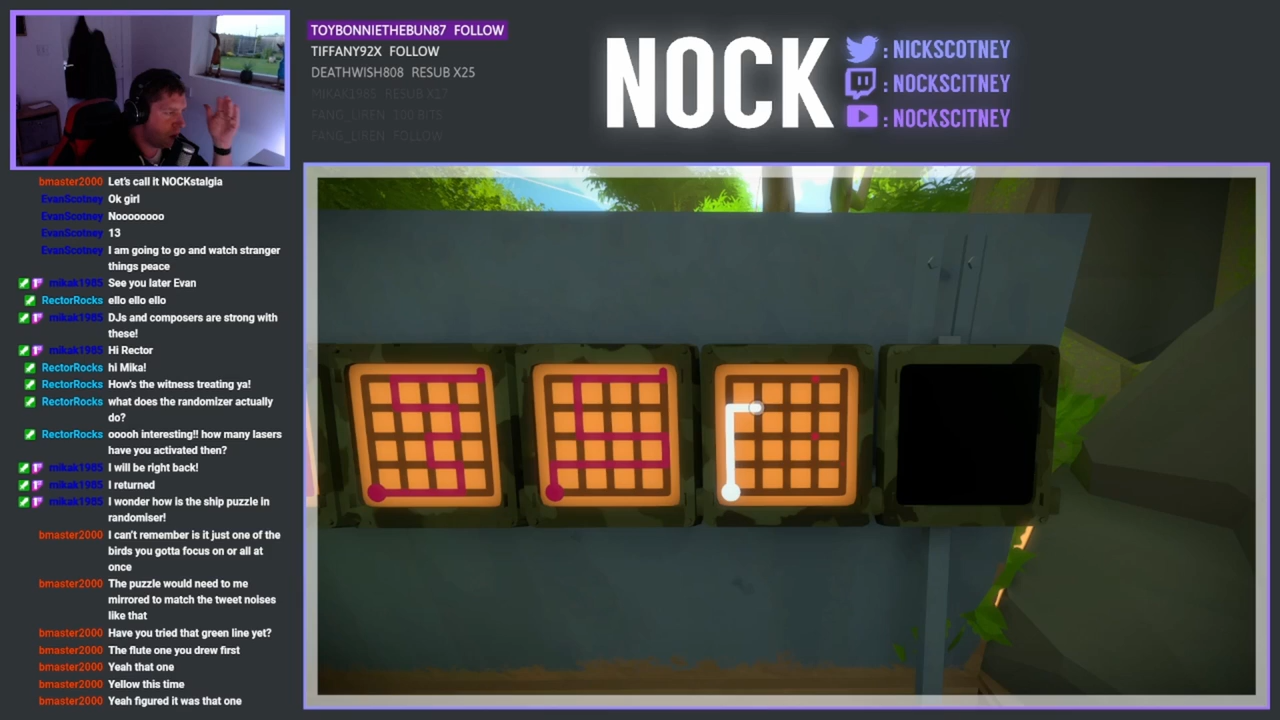 TOYBONNIETHEBUN87 FOLLOW
TIFFANY92X FOLLOW
DEATHWISH808 RESUB X25
MIKAK1985 RESUB X17
FANG_LIREN 100 BITS
FANG_LIREN FOLLOW
NOCK
: NICKSCOTNEY
: NOCKSCITNEY
: NOCKSCITNEY
bmaster2000 Let's call it NOCKstalgia
EvanScotney Ok girl
EvanScotney Noooooooo
EvanScotney 13
EvanScotney I am going to go and watch stranger
things peace
mikak1985 See you later Evan
RectorRocks ello ello ello
mikak1985 DJs and composers are strong with
these!
mikak1985 Hi Rector
RectorRocks hi Mika!
RectorRocks How's the witness treating ya!
RectorRocks what does the randomizer actually
do?
RectorRocks ooooh interesting!! how many lasers
have you activated then?
mikak1985 I will be right back!
mikak1985 I returned
mikak1985 I wonder how is the ship puzzle in
randomiser!
bmaster2000 I can't remember is it just one of the
birds you gotta focus on or all at
once
bmaster2000 The puzzle would need to me
mirrored to match the tweet noises
like that
bmaster2000 Have you tried that green line yet?
bmaster2000 The flute one you drew first
bmaster2000 Yeah that one
bmaster2000 Yellow this time
bmaster2000 Yeah figured it was that one